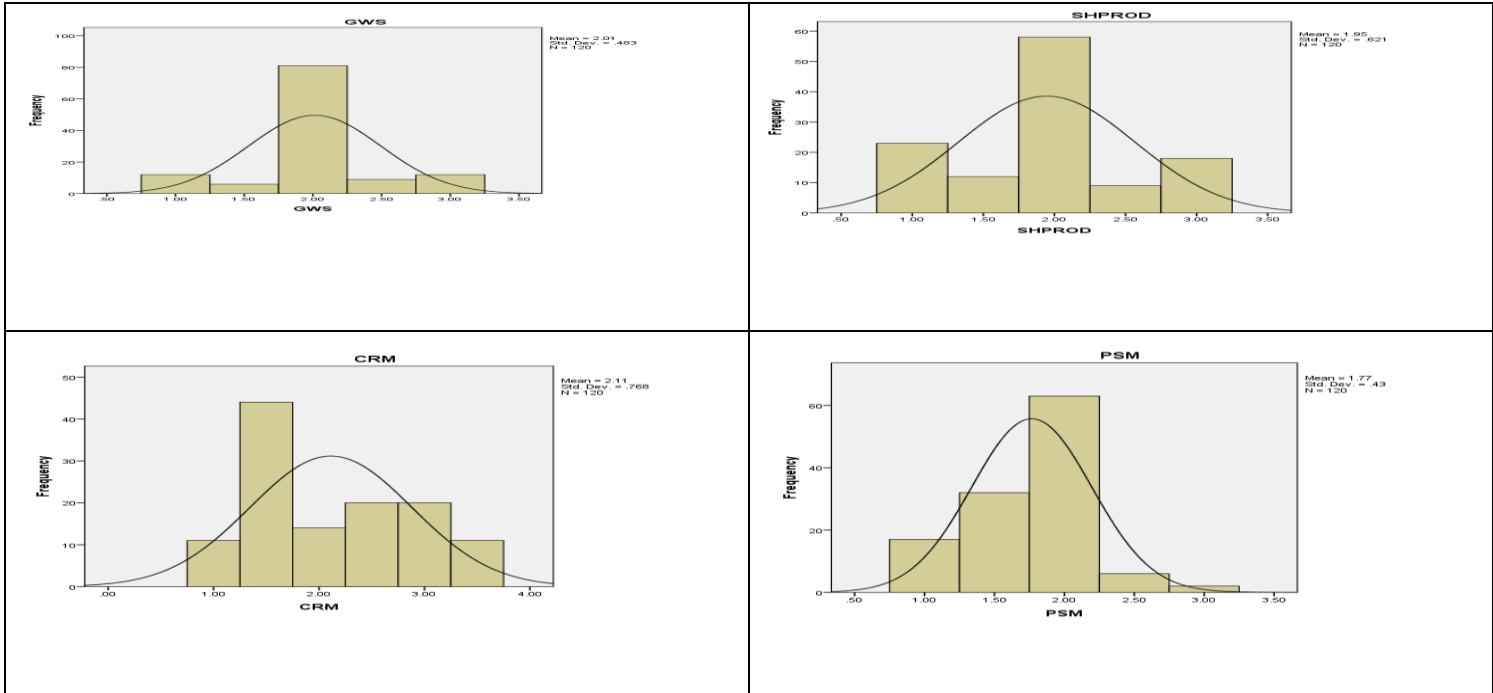 GWS
Mean = 2.01
Std. Dev. = .483
N = 120
Frequency
100
80
60
40
20
0
.50 1.00 1.50 2.00 2.50 3.00 3.50
GWS
SHPROD
Mean = 1.95
Std. Dev. = .621
N = 120
Frequency
60
50
40
30
20
10
0
.50 1.00 1.50 2.00 2.50 3.00 3.50
SHPROD
CRM
Mean = 2.11
Std. Dev. = .768
N = 120
Frequency
50
40
30
20
10
0
.00 1.00 2.00 3.00 4.00
CRM
PSM
Mean = 1.77
Std. Dev. = .43
N = 120
Frequency
60
40
20
0
.50 1.00 1.50 2.00 2.50 3.00 3.50
PSM